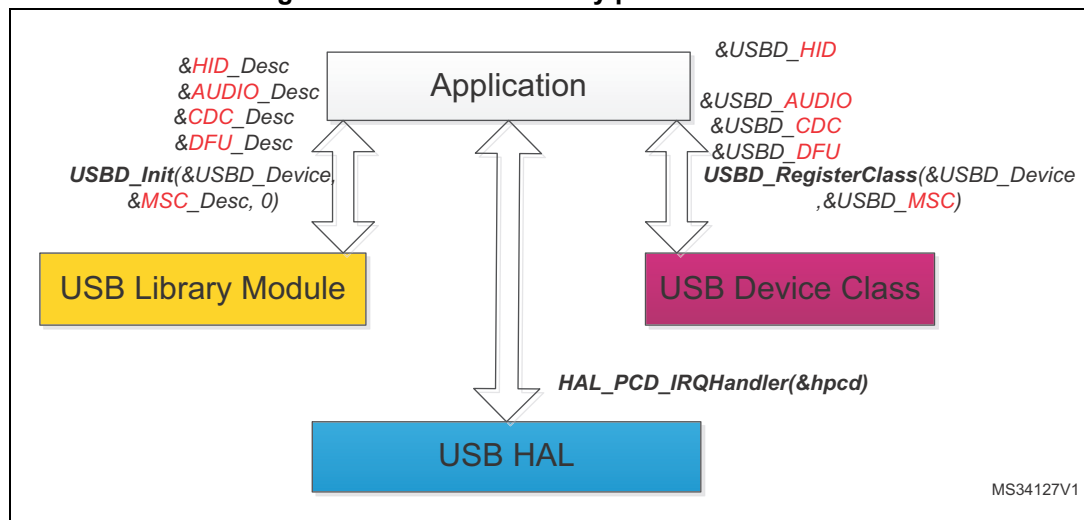 &HID_Desc
&AUDIO_Desc
&CDC_Desc
&DFU_Desc
USBD_Init(&USBD_Device,
&MSC_Desc, 0)
Application
&USBD_HID
&USBD_AUDIO
&USBD_CDC
&USBD_DFU
USBD_RegisterClass(&USBD_Device
,&USBD_MSC)
USB Library Module
USB Device Class
HAL_PCD_IRQHandler(&hpcd)
USB HAL
MS34127V1